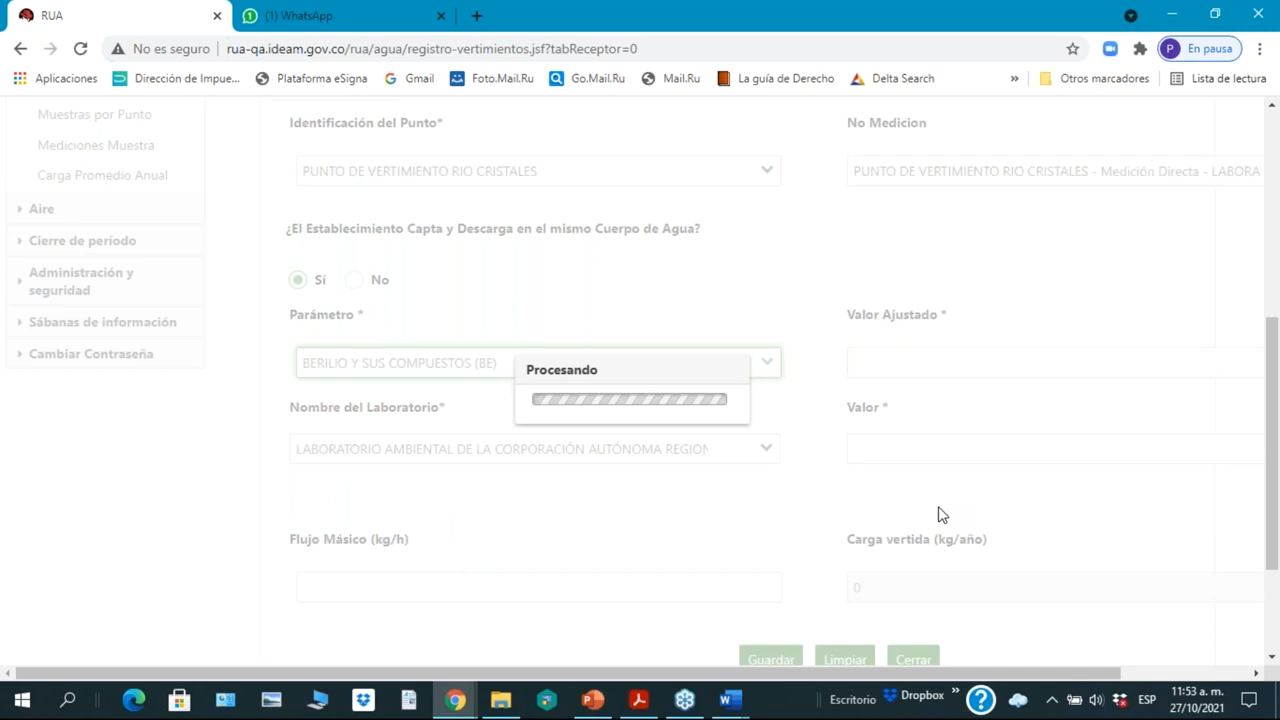 RUA
(1) WhatsApp
No es seguro
rua-qa.ideam.gov.co/rua/agua/registro-vertimientos.jsf?tabReceptor=0
P En pausa
Aplicaciones
Dirección de Impue...
Plataforma eSigna
Gmail
Foto.Mail.Ru
Go.Mail.Ru
Mail.Ru
La guía de Derecho
Delta Search
»
Otros marcadores
Lista de lectura
Muestras por Punto
Mediciones Muestra
Carga Promedio Anual
Aire
Cierre de período
Administración y
seguridad
Sábanas de información
Cambiar Contraseña
Identificación del Punto*
No Medicion
PUNTO DE VERTIMIENTO RIO CRISTALES
PUNTO DE VERTIMIENTO RIO CRISTALES - Medición Directa - LABORA
¿El Establecimiento Capta y Descarga en el mismo Cuerpo de Agua?
Sí
No
Parámetro *
Valor Ajustado *
BERILIO Y SUS COMPUESTOS (BE)
Procesando
Nombre del Laboratorio*
Valor *
LABORATORIO AMBIENTAL DE LA CORPORACIÓN AUTÓNOMA REGION
Flujo Másico (kg/h)
Carga vertida (kg/año)
0
Guardar
Limpiar
Cerrar
Escritorio
Dropbox
»
ESP
11:53 a. m.
27/10/2021